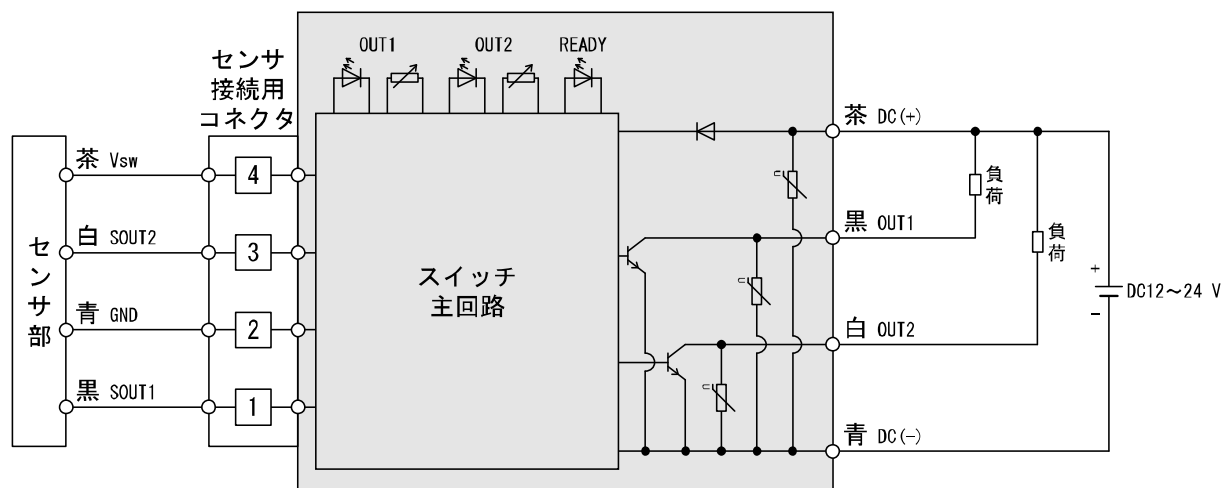 OUT1
OUT2
READY
センサ
接続用
コネクタ
茶 DC(+)
茶 Vsw
4
n
負荷
白 SOUT2
3
黒 OUT1
負荷
センサ部
スイッチ
主回路
n
+
DC12～24 V
-
青 GND
2
白 OUT2
n
黒 SOUT1
1
青 DC(-)